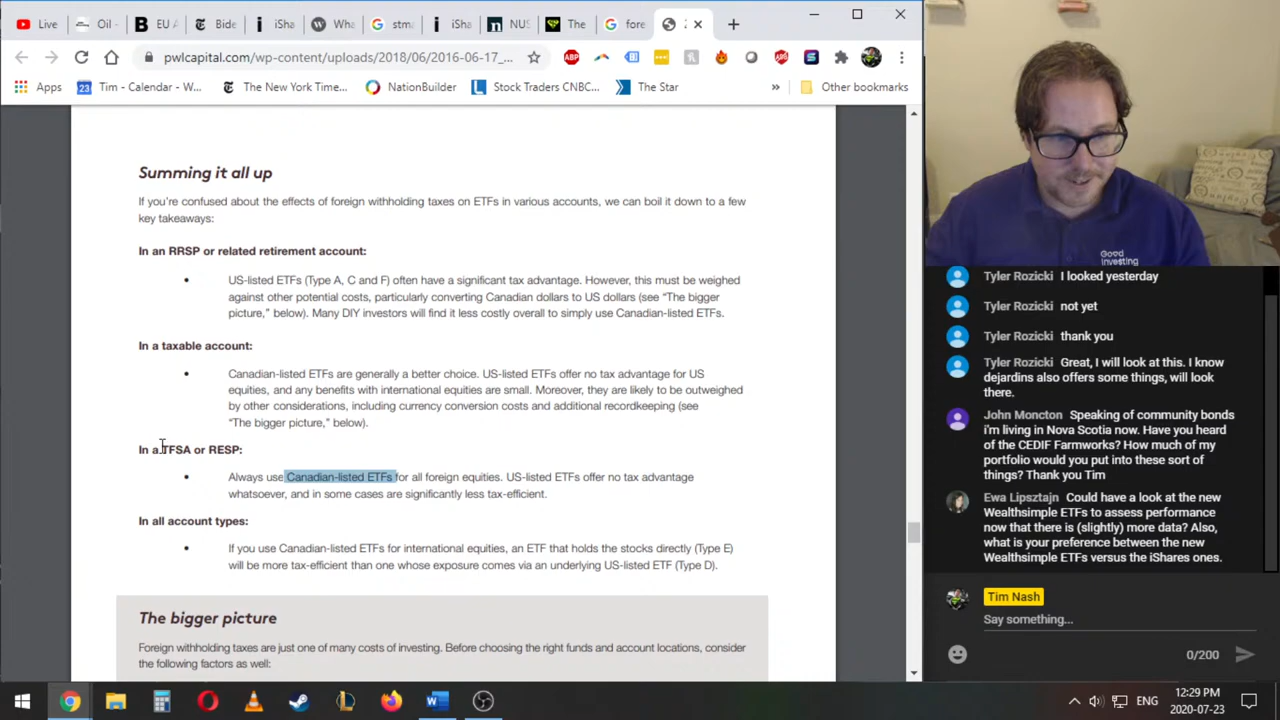 Live
Oil -
EU A
Bide
iSha
Wha
stma
iSha
NUS
The
fore
pwlcapital.com/wp-content/uploads/2018/06/2016-06-17_...
ABP
Apps
23
Tim - Calendar - W...
The New York Time...
NationBuilder
Stock Traders CNBC...
The Star
»
Other bookmarks
Summing it all up
If you're confused about the effects of foreign withholding taxes on ETFs in various accounts, we can boil it down to a few
key takeaways:
In an RRSP or related retirement account:
• US-listed ETFs (Type A, C and F) often have a significant tax advantage. However, this must be weighed
against other potential costs, particularly converting Canadian dollars to US dollars (see “The bigger
picture,” below). Many DIY investors will find it less costly overall to simply use Canadian-listed ETFs.
In a taxable account:
• Canadian-listed ETFs are generally a better choice. US-listed ETFs offer no tax advantage for US
equities, and any benefits with international equities are small. Moreover, they are likely to be outweighed
by other considerations, including currency conversion costs and additional recordkeeping (see
“The bigger picture,” below).
In a TFSA or RESP:
• Always use Canadian-listed ETFs for all foreign equities. US-listed ETFs offer no tax advantage
whatsoever, and in some cases are significantly less tax-efficient.
In all account types:
• If you use Canadian-listed ETFs for international equities, an ETF that holds the stocks directly (Type E)
will be more tax-efficient than one whose exposure comes via an underlying US-listed ETF (Type D).
The bigger picture
Foreign withholding taxes are just one of many costs of investing. Before choosing the right funds and account locations, consider
the following factors as well:
Good
Investing
Tyler Rozicki I looked yesterday
Tyler Rozicki not yet
Tyler Rozicki thank you
Tyler Rozicki Great, I will look at this. I know
dejardins also offers some things, will look
there.
John Moncton Speaking of community bonds
i'm living in Nova Scotia now. Have you heard
of the CEDIF Farmworks? How much of my
portfolio would you put into these sort of
things? Thank you Tim
Ewa Lipsztajn Could have a look at the new
Wealthsimple ETFs to assess performance
now that there is (slightly) more data? Also,
what is your preference between the new
Wealthsimple ETFs versus the iShares ones.
Tim Nash
Say something...
0/200
ENG
12:29 PM
2020-07-23